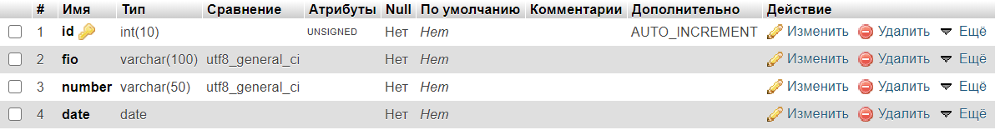 # Имя Тип Сравнение Атрибуты Null По умолчанию Комментарии Дополнительно Действие
1 id int(10) UNSIGNED Нет Нет AUTO_INCREMENT Изменить Удалить Ещё
2 fio varchar(100) utf8_general_ci Нет Нет Изменить Удалить Ещё
3 number varchar(50) utf8_general_ci Нет Нет Изменить Удалить Ещё
4 date date Нет Нет Изменить Удалить Ещё